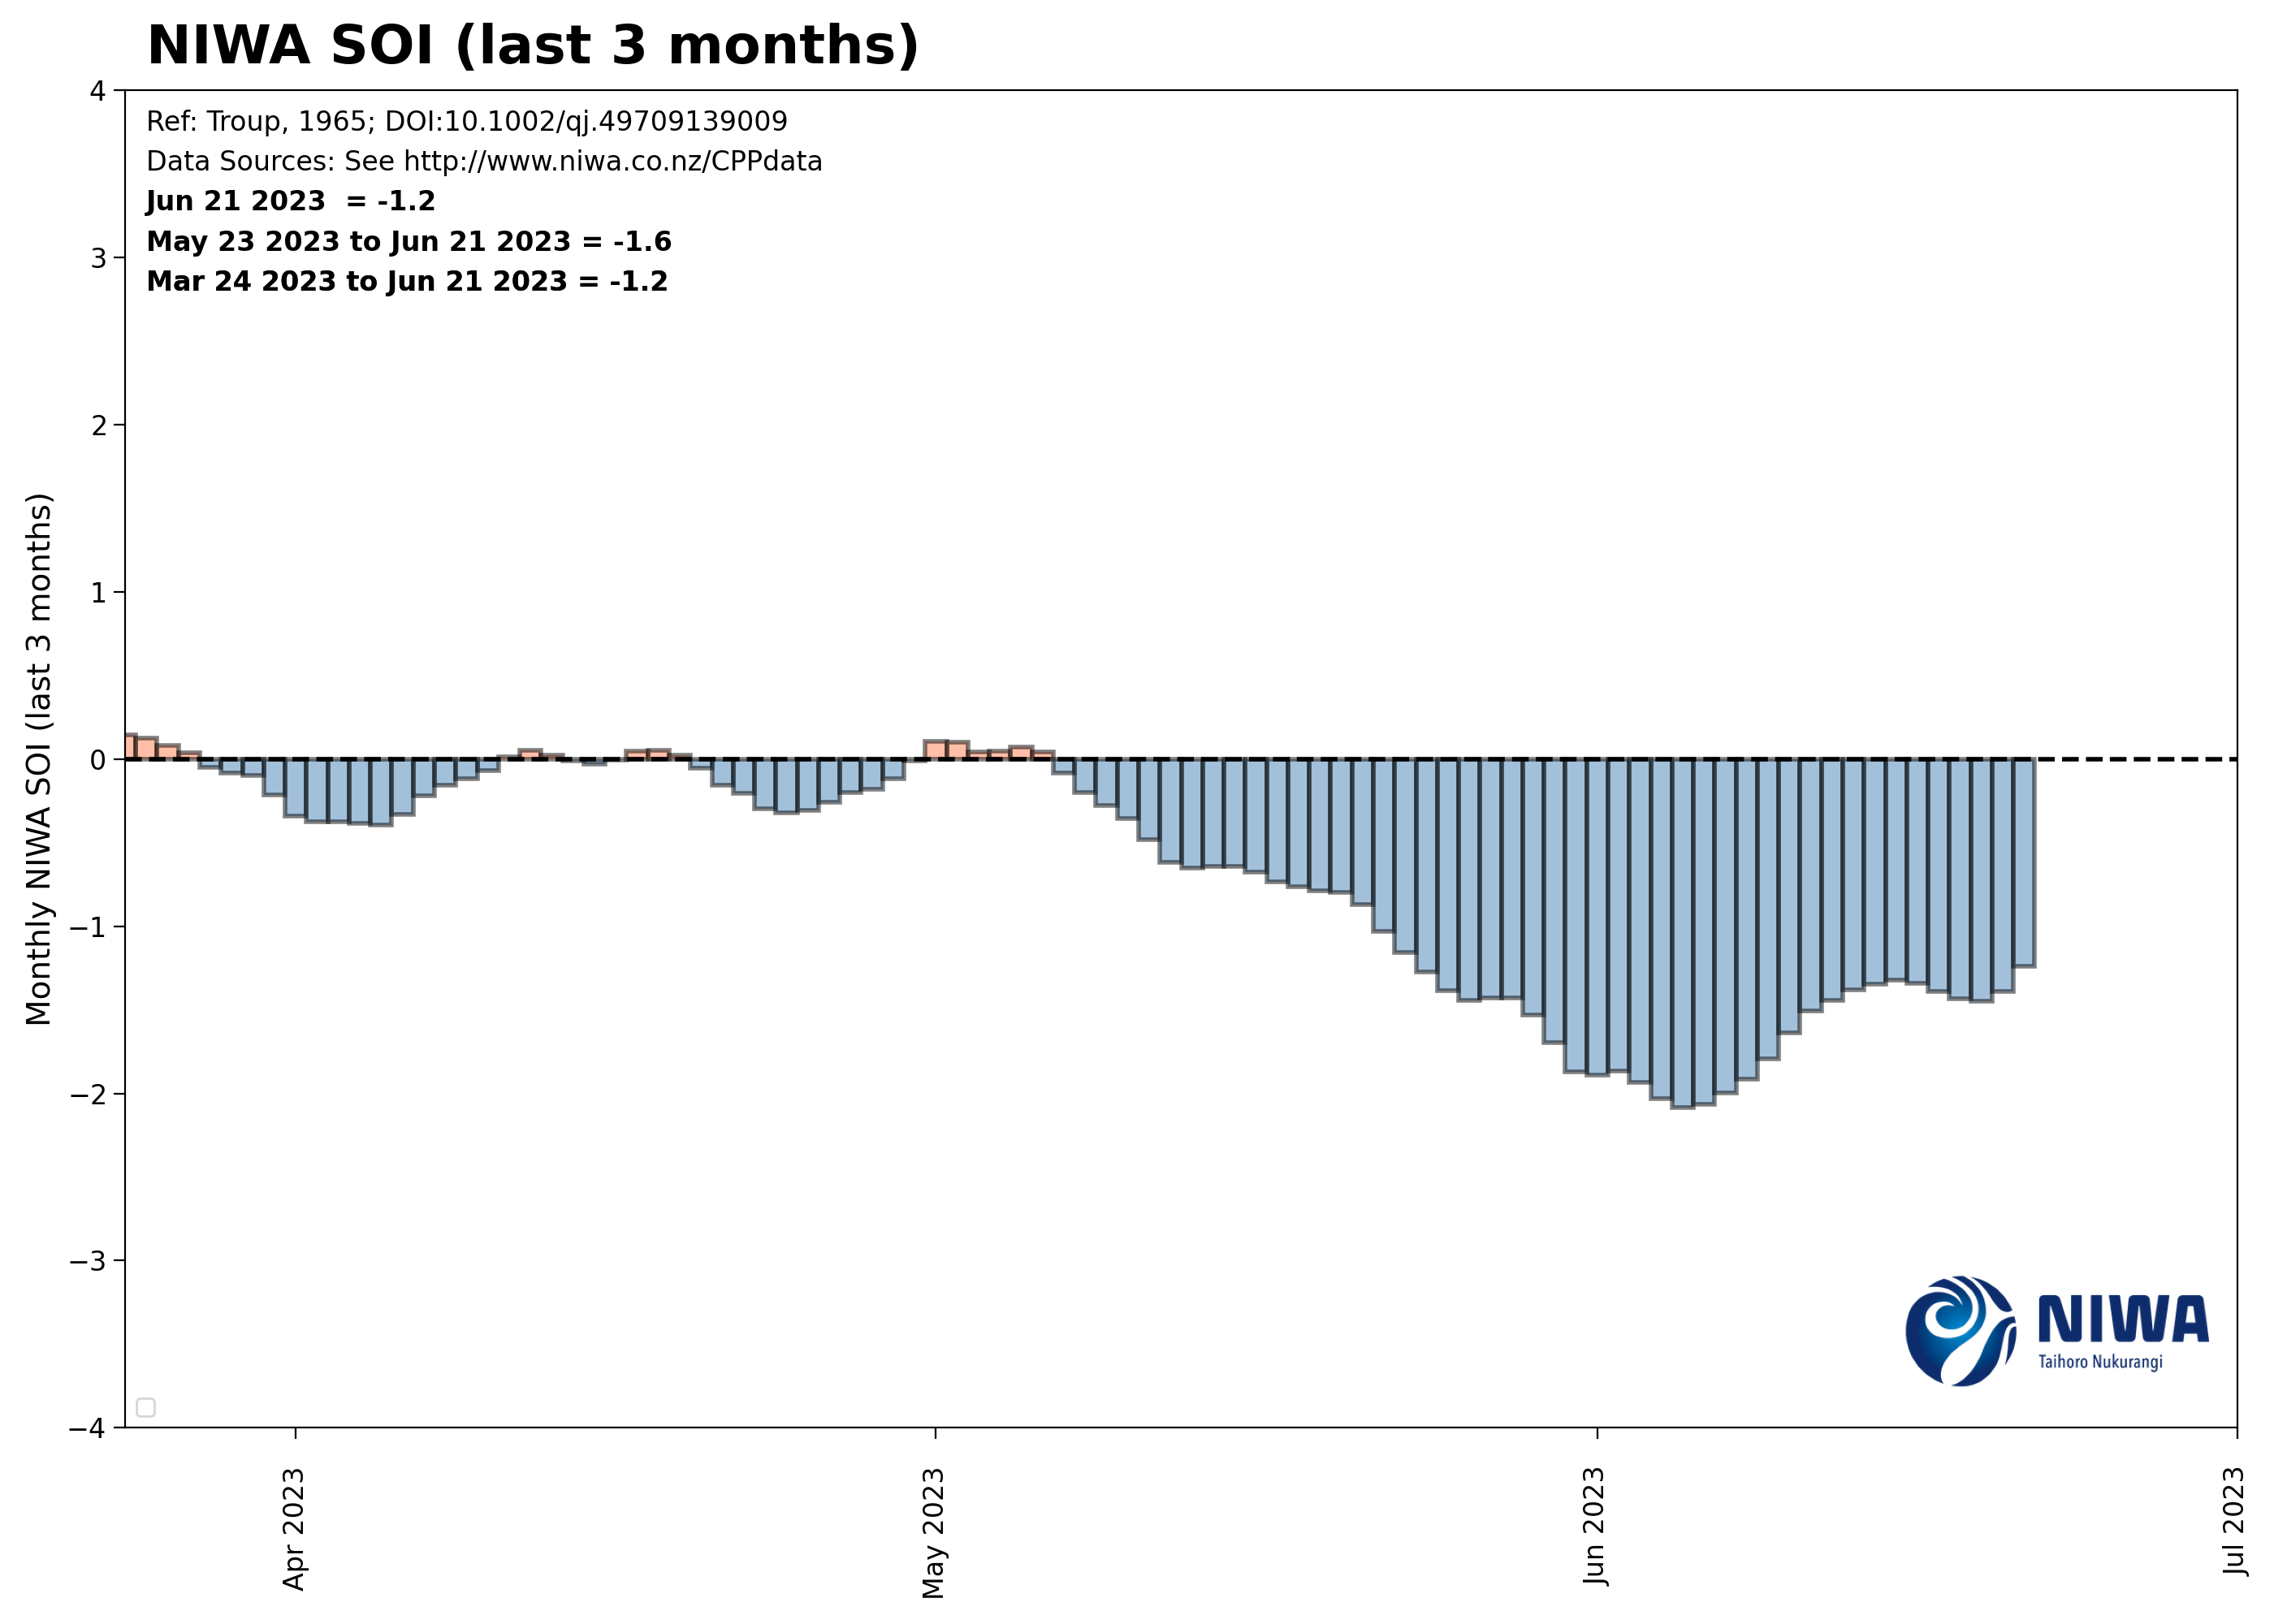 NIWA SOI (last 3 months)
Ref: Troup, 1965; DOI:10.1002/qj.49709139009
Data Sources: See http://www.niwa.co.nz/CPPdata
Jun 21 2023  = -1.2
May 23 2023 to Jun 21 2023 = -1.6
Mar 24 2023 to Jun 21 2023 = -1.2
Monthly NIWA SOI (last 3 months)
4
3
2
1
0
−1
−2
−3
−4
NIWA
Taihoro Nukurangi
Apr 2023
May 2023
Jun 2023
Jul 2023